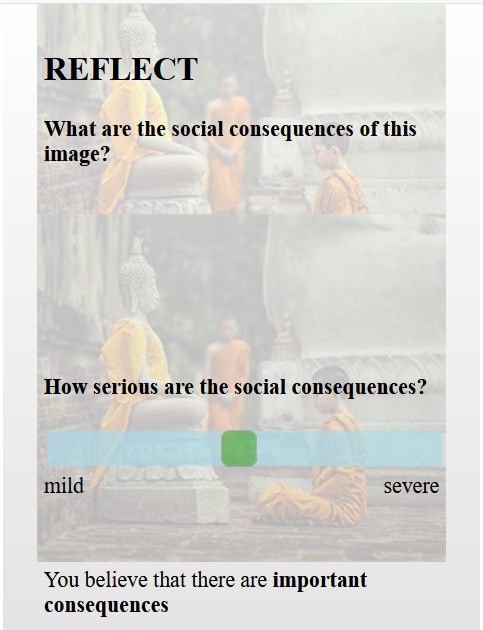 REFLECT
What are the social consequences of this
image?
How serious are the social consequences?
mild severe
You believe that there are important
consequences